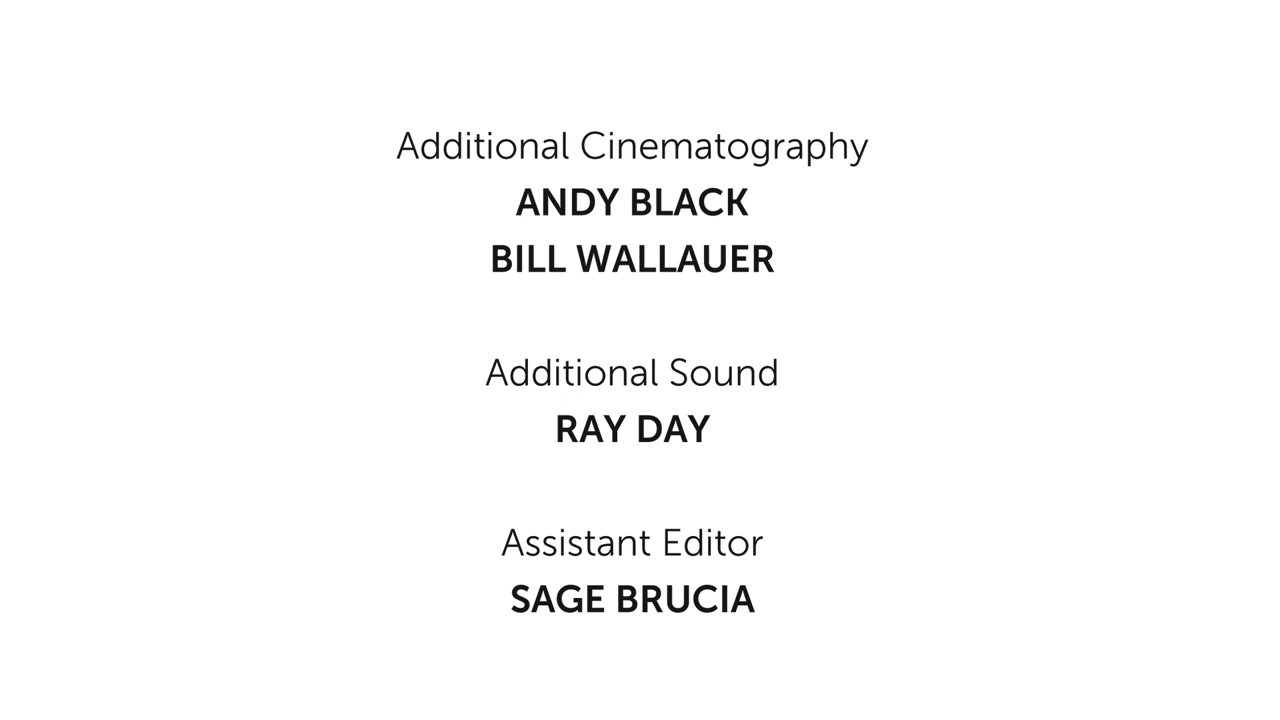 Additional Cinematography
ANDY BLACK
BILL WALLAUER
Additional Sound
RAY DAY
Assistant Editor
SAGE BRUCIA